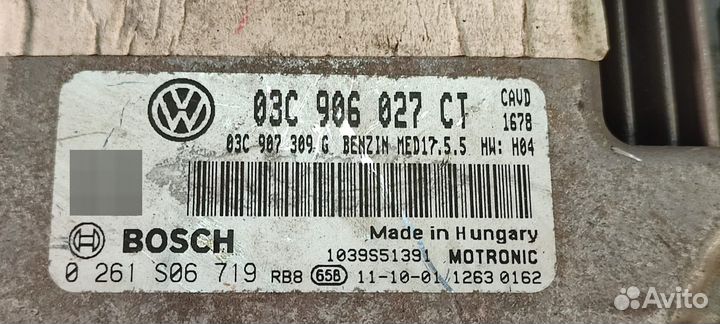 03C 906 027 CT CAVD
1678
03C 907 309 G BENZIN MED17.5.5 HW: H04
Made in Hungary
BOSCH
1039S51391 MOTRONIC
0 261 S06 719 RB8 65B 11-10-01/1263 0162
Avito